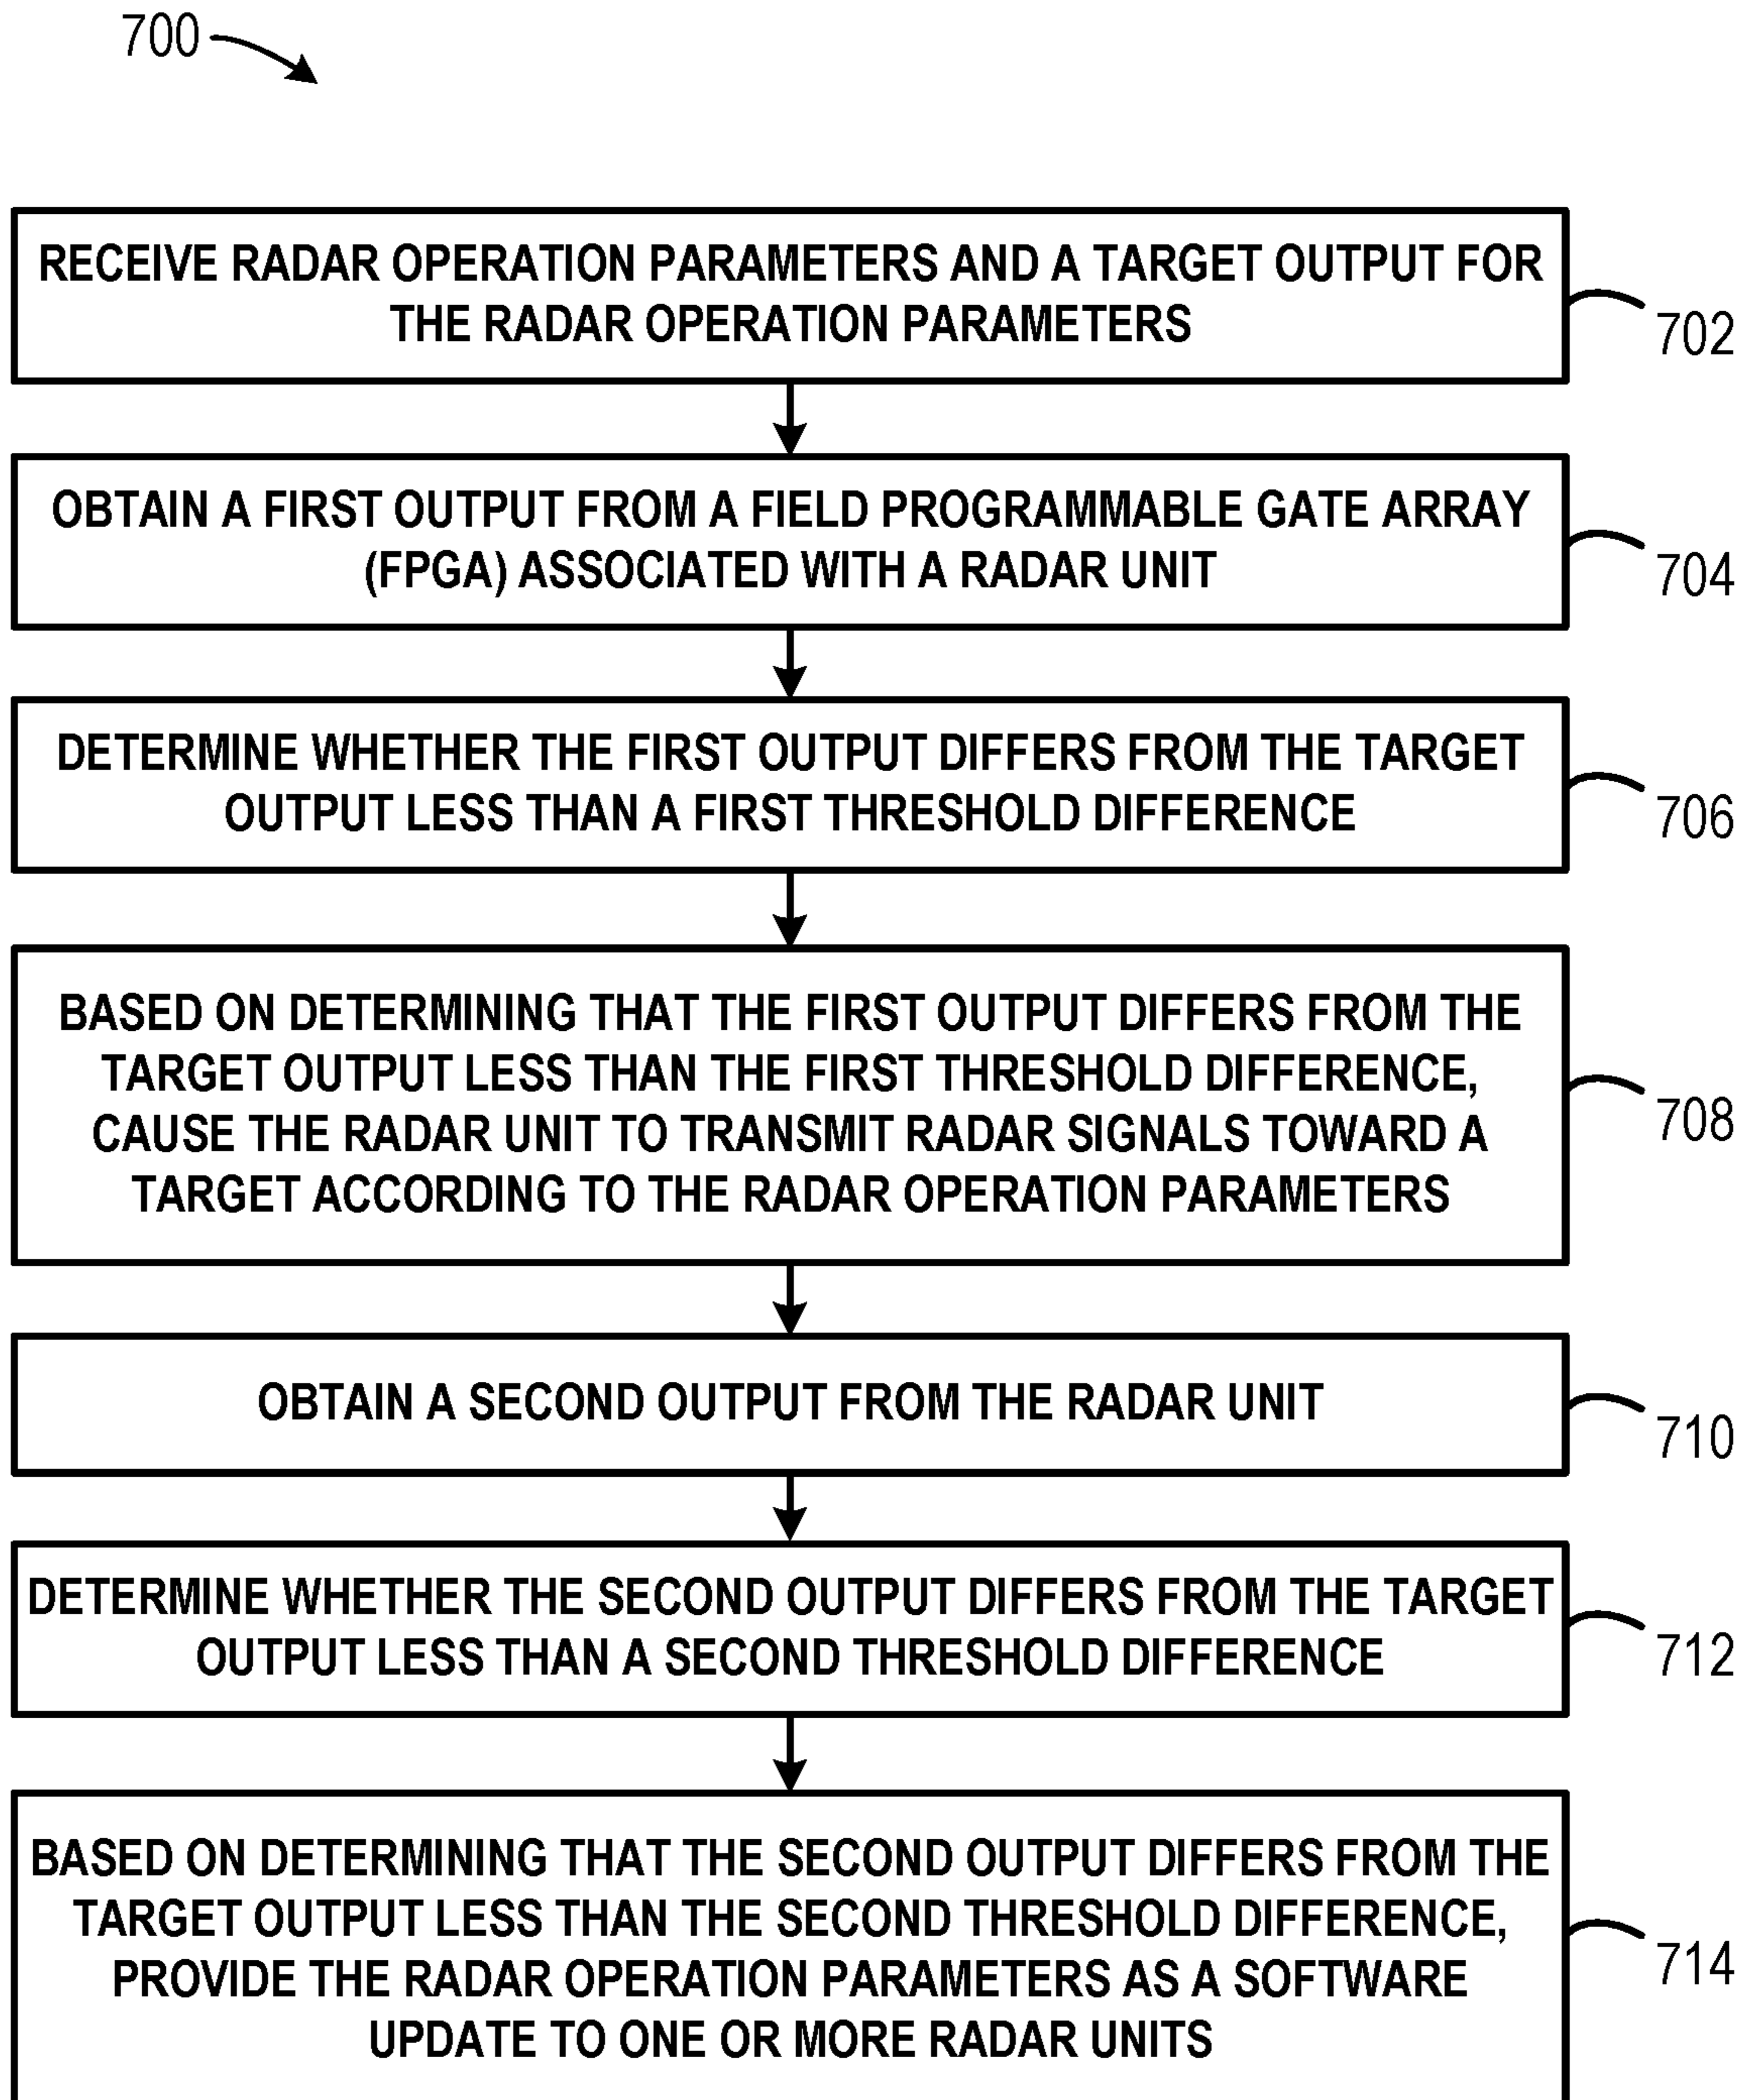 700
RECEIVE RADAR OPERATION PARAMETERS AND A TARGET OUTPUT FOR
THE RADAR OPERATION PARAMETERS
702
OBTAIN A FIRST OUTPUT FROM A FIELD PROGRAMMABLE GATE ARRAY
(FPGA) ASSOCIATED WITH A RADAR UNIT
704
DETERMINE WHETHER THE FIRST OUTPUT DIFFERS FROM THE TARGET
OUTPUT LESS THAN A FIRST THRESHOLD DIFFERENCE
706
BASED ON DETERMINING THAT THE FIRST OUTPUT DIFFERS FROM THE
TARGET OUTPUT LESS THAN THE FIRST THRESHOLD DIFFERENCE,
CAUSE THE RADAR UNIT TO TRANSMIT RADAR SIGNALS TOWARD A
TARGET ACCORDING TO THE RADAR OPERATION PARAMETERS
708
OBTAIN A SECOND OUTPUT FROM THE RADAR UNIT
710
DETERMINE WHETHER THE SECOND OUTPUT DIFFERS FROM THE TARGET
OUTPUT LESS THAN A SECOND THRESHOLD DIFFERENCE
712
BASED ON DETERMINING THAT THE SECOND OUTPUT DIFFERS FROM THE
TARGET OUTPUT LESS THAN THE SECOND THRESHOLD DIFFERENCE,
PROVIDE THE RADAR OPERATION PARAMETERS AS A SOFTWARE
UPDATE TO ONE OR MORE RADAR UNITS
714